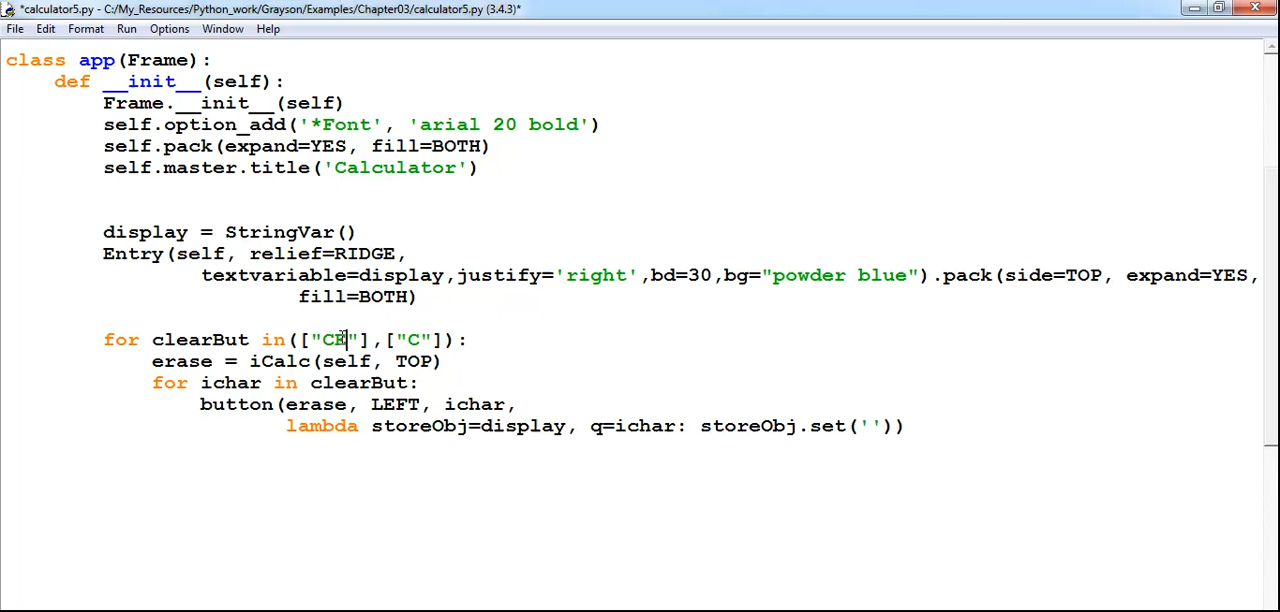 *calculator5.py - C:/My_Resources/Python_work/Grayson/Examples/Chapter03/calculator5.py (3.4.3)*
File Edit Format Run Options Window Help
class app(Frame):
    def __init__(self):
        Frame.__init__(self)
        self.option_add('*Font', 'arial 20 bold')
        self.pack(expand=YES, fill=BOTH)
        self.master.title('Calculator')
        display = StringVar()
        Entry(self, relief=RIDGE,
                textvariable=display,justify='right',bd=30,bg="powder blue").pack(side=TOP, expand=YES,
                        fill=BOTH)
        for clearBut in(["CE"],["C"]):
            erase = iCalc(self, TOP)
            for ichar in clearBut:
                button(erase, LEFT, ichar,
                       lambda storeObj=display, q=ichar: storeObj.set(''))